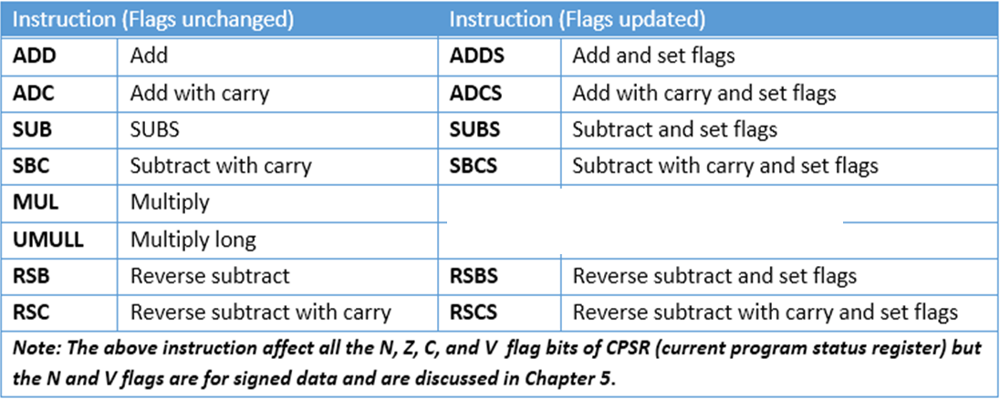 Instruction (Flags unchanged) Instruction (Flags updated)
ADD Add ADDS Add and set flags
ADC Add with carry ADCS Add with carry and set flags
SUB SUBS SUBS Subtract and set flags
SBC Subtract with carry SBCS Subtract with carry and set flags
MUL Multiply
UMULL Multiply long
RSB Reverse subtract RSBS Reverse subtract and set flags
RSC Reverse subtract with carry RSCS Reverse subtract with carry and set flags
Note: The above instruction affect all the N, Z, C, and V flag bits of CPSR (current program status register) but
the N and V flags are for signed data and are discussed in Chapter 5.